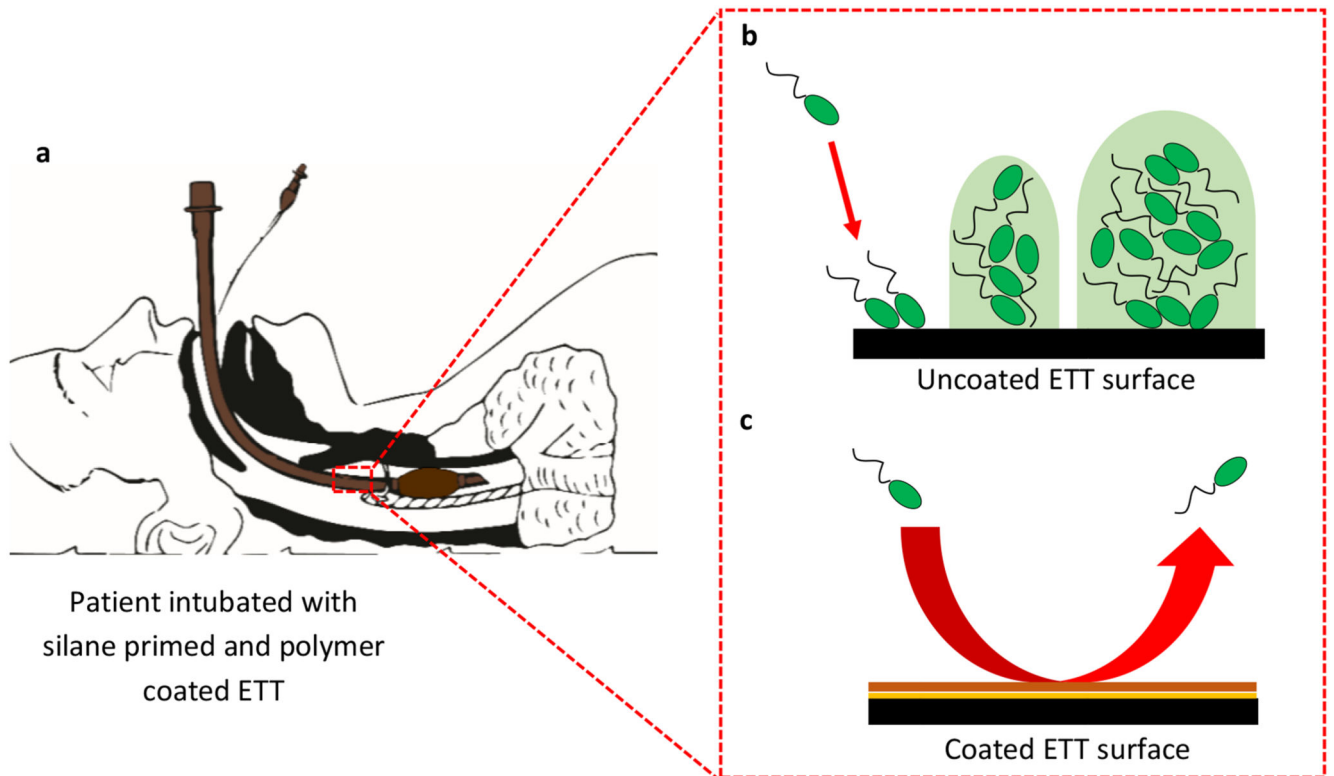 a
Patient intubated with
silane primed and polymer
coated ETT
b
Uncoated ETT surface
c
Coated ETT surface